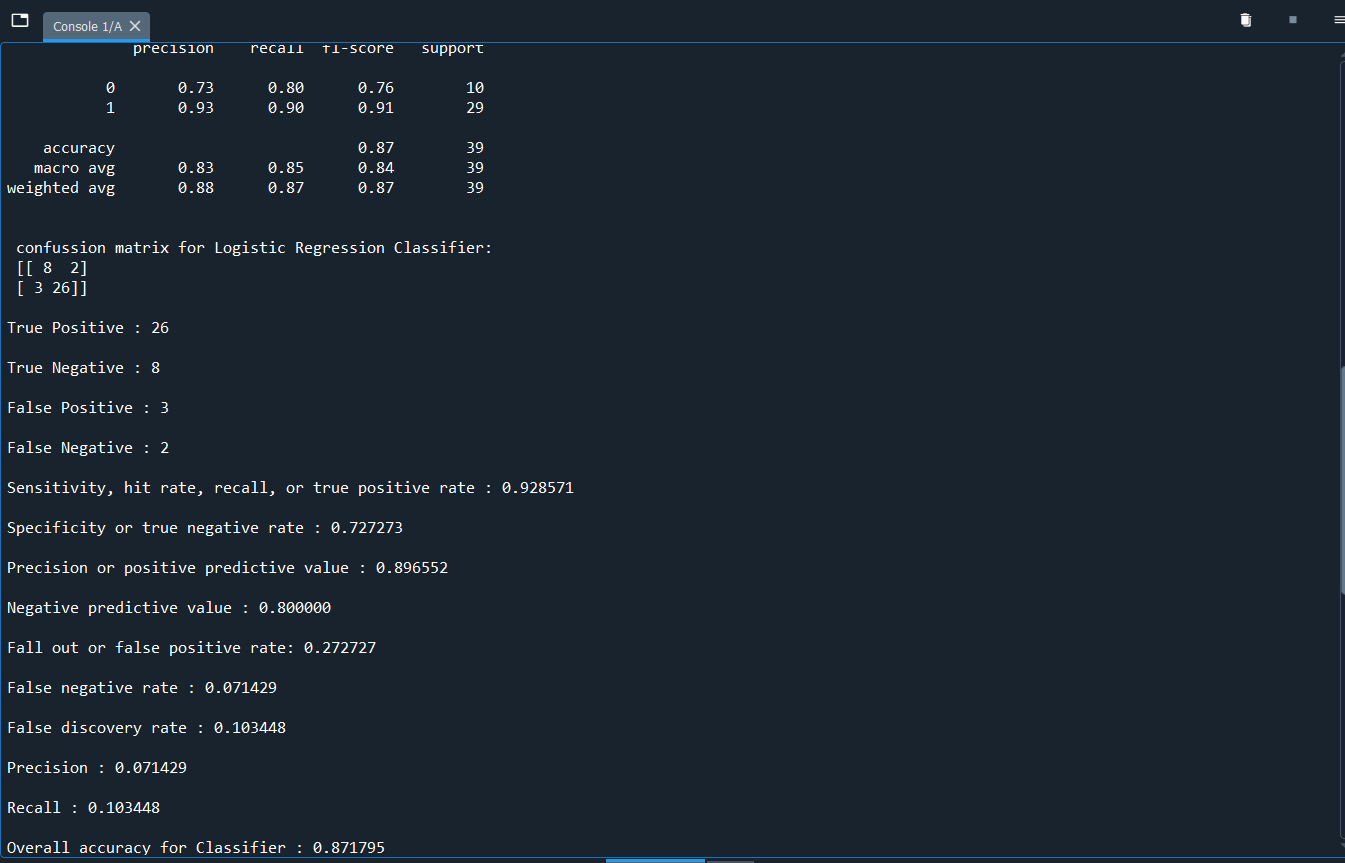 Console 1/A
precision recall f1-score support
0 0.73 0.80 0.76 10
1 0.93 0.90 0.91 29
accuracy 0.87 39
macro avg 0.83 0.85 0.84 39
weighted avg 0.88 0.87 0.87 39
confussion matrix for Logistic Regression Classifier:
[[ 8 2]
[ 3 26]]
True Positive : 26
True Negative : 8
False Positive : 3
False Negative : 2
Sensitivity, hit rate, recall, or true positive rate : 0.928571
Specificity or true negative rate : 0.727273
Precision or positive predictive value : 0.896552
Negative predictive value : 0.800000
Fall out or false positive rate: 0.272727
False negative rate : 0.071429
False discovery rate : 0.103448
Precision : 0.071429
Recall : 0.103448
Overall accuracy for Classifier : 0.871795